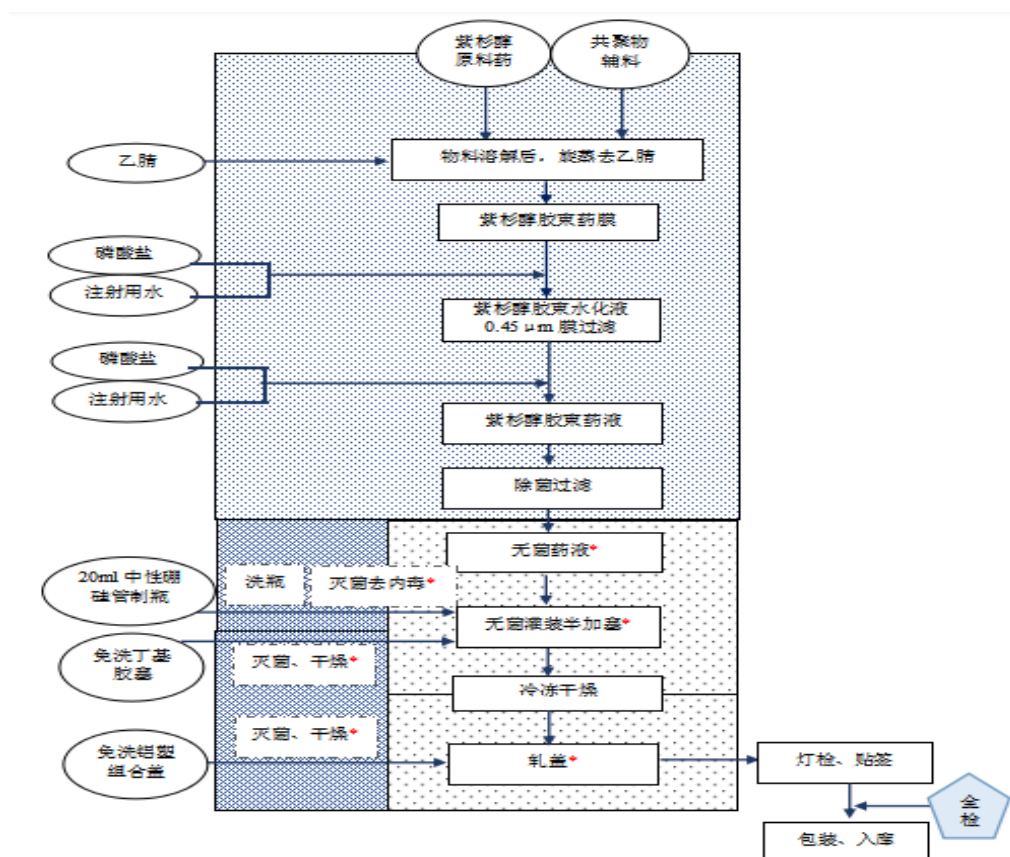 紫杉醇
原料药
共聚物
辅料
乙腈
物料溶解后，旋蒸去乙腈
紫杉醇胶束药膜
磷酸盐
注射用水
紫杉醇胶束水化液
0.45 μm 膜过滤
磷酸盐
注射用水
紫杉醇胶束药液
除菌过滤
无菌药液*
20ml 中性硼
硅管制瓶
洗瓶
灭菌去内毒*
无菌灌装半加塞*
免洗丁基
胶塞
灭菌、干燥*
冷冻干燥
灭菌、干燥*
免洗铝塑
组合盖
轧盖*
灯检、贴签
全
检
包装、入库